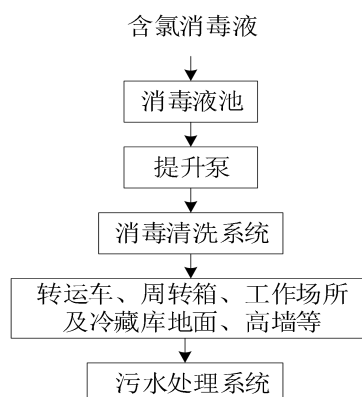 含氯消毒液
消毒液池
提升泵
消毒清洗系统
转运车、周转箱、工作场所
及冷藏库地面、高墙等
污水处理系统